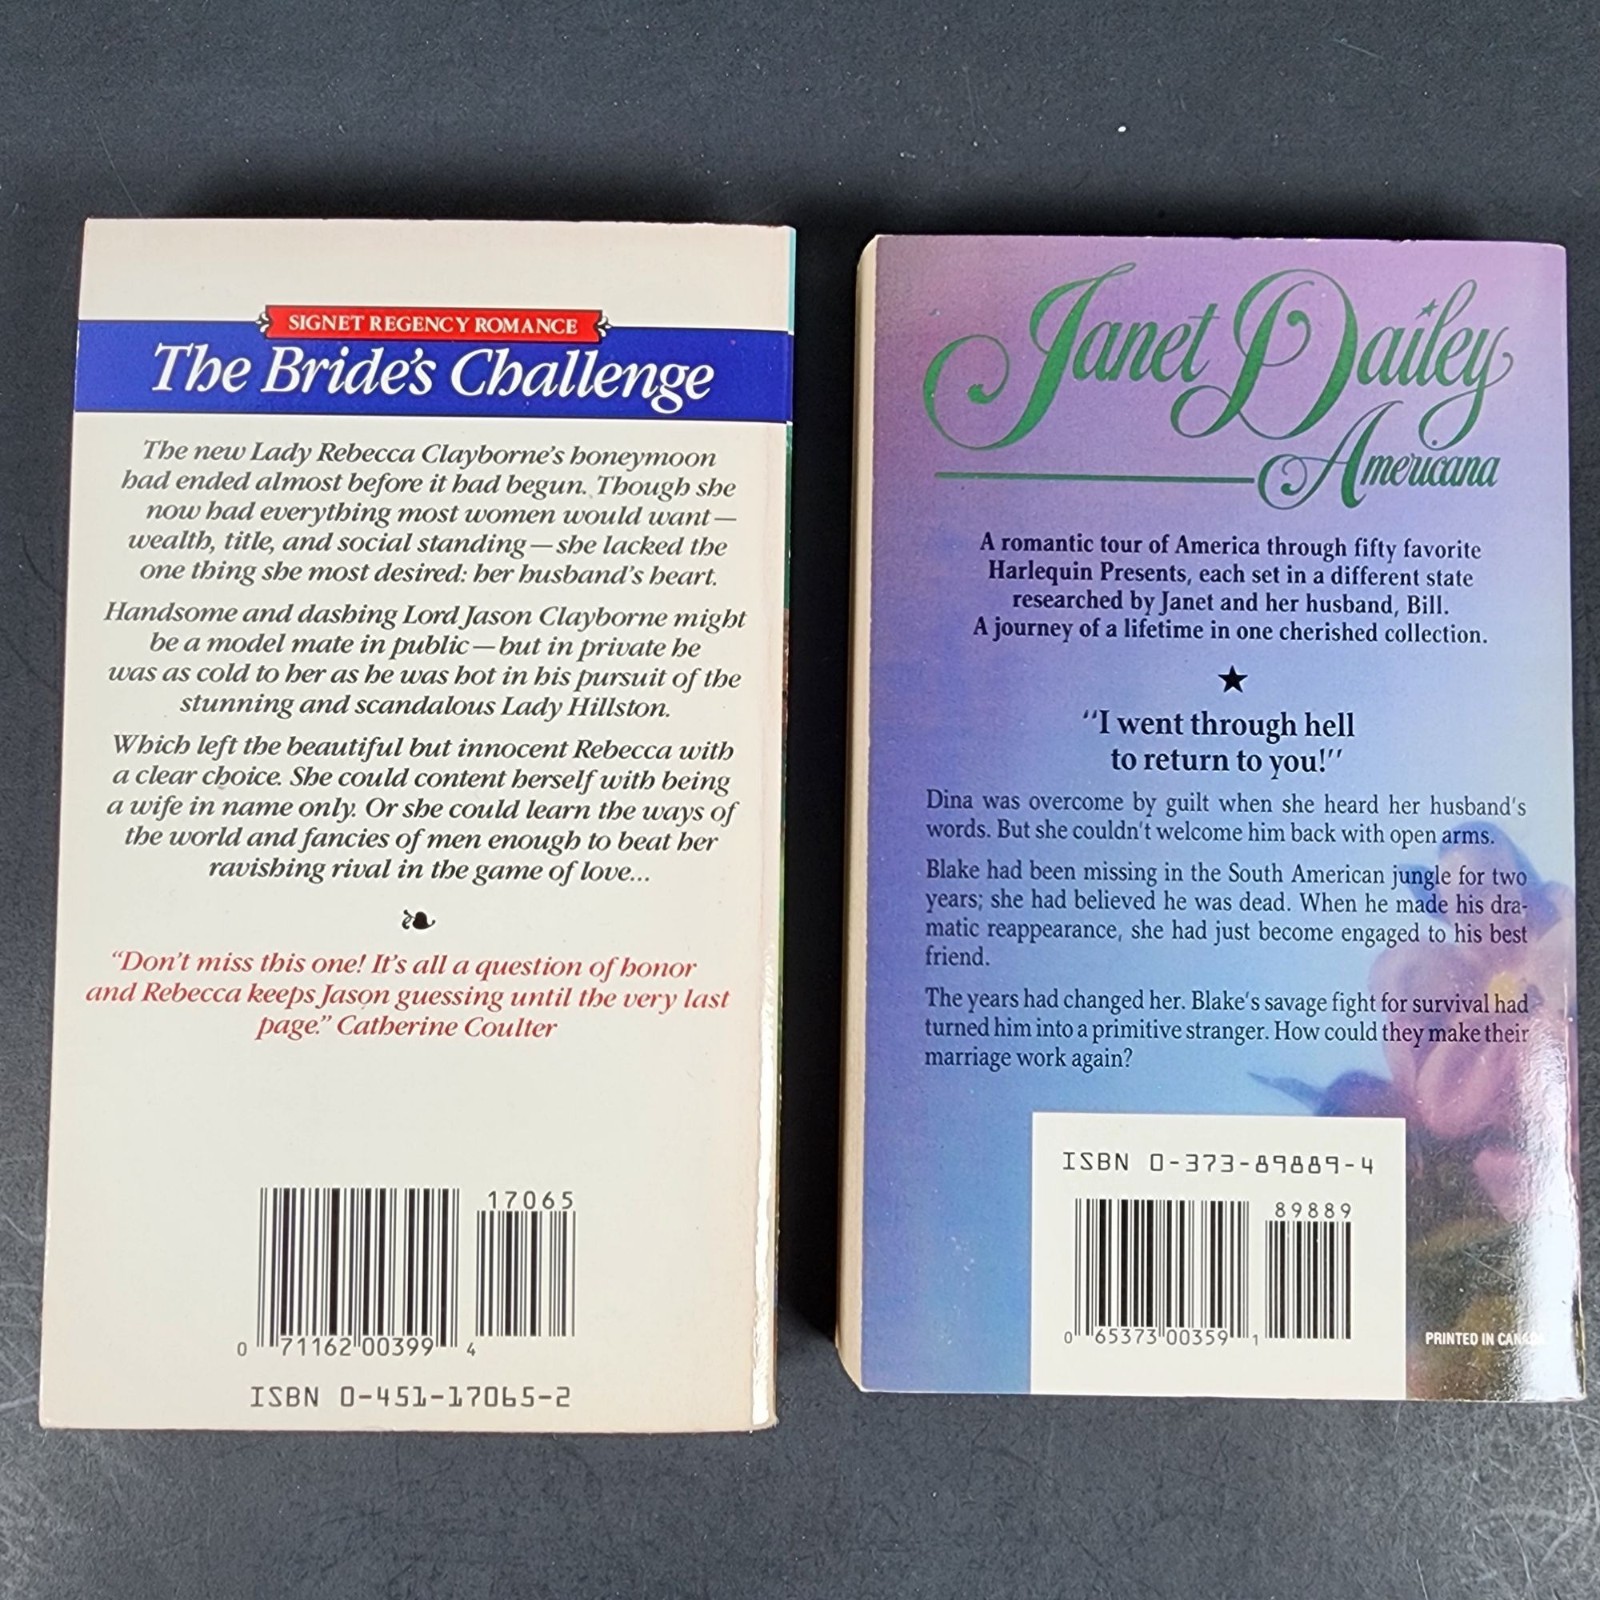 SIGNET REGENCY ROMANCE
The Bride's Challenge
The new Lady Rebecca Clayborne's honeymoon
had ended almost before it had begun. Though she
now had everything most women would want—
wealth, title, and social standing—she lacked the
one thing she most desired: her husband's heart.
Handsome and dashing Lord Jason Clayborne might
be a model mate in public—but in private he
was as cold to her as he was hot in his pursuit of the
stunning and scandalous Lady Hillston.
Which left the beautiful but innocent Rebecca with
a clear choice. She could content herself with being
a wife in name only. Or she could learn the ways of
the world and fancies of men enough to beat her
ravishing rival in the game of love...
"Don't miss this one! It's all a question of honor
and Rebecca keeps Jason guessing until the very last
page." Catherine Coulter
17065
0 71162 00399 4
ISBN 0-451-17065-2
Janet Dailey
Americana
A romantic tour of America through fifty favorite
Harlequin Presents, each set in a different state
researched by Janet and her husband, Bill.
A journey of a lifetime in one cherished collection.
"I went through hell
to return to you!"
Dina was overcome by guilt when she heard her husband's
words. But she couldn't welcome him back with open arms.
Blake had been missing in the South American jungle for two
years; she had believed he was dead. When he made his dra-
matic reappearance, she had just become engaged to his best
friend.
The years had changed her. Blake's savage fight for survival had
turned him into a primitive stranger. How could they make their
marriage work again?
ISBN 0-373-89889-4
89889
0 65373 00359 1
PRINTED IN CANADA